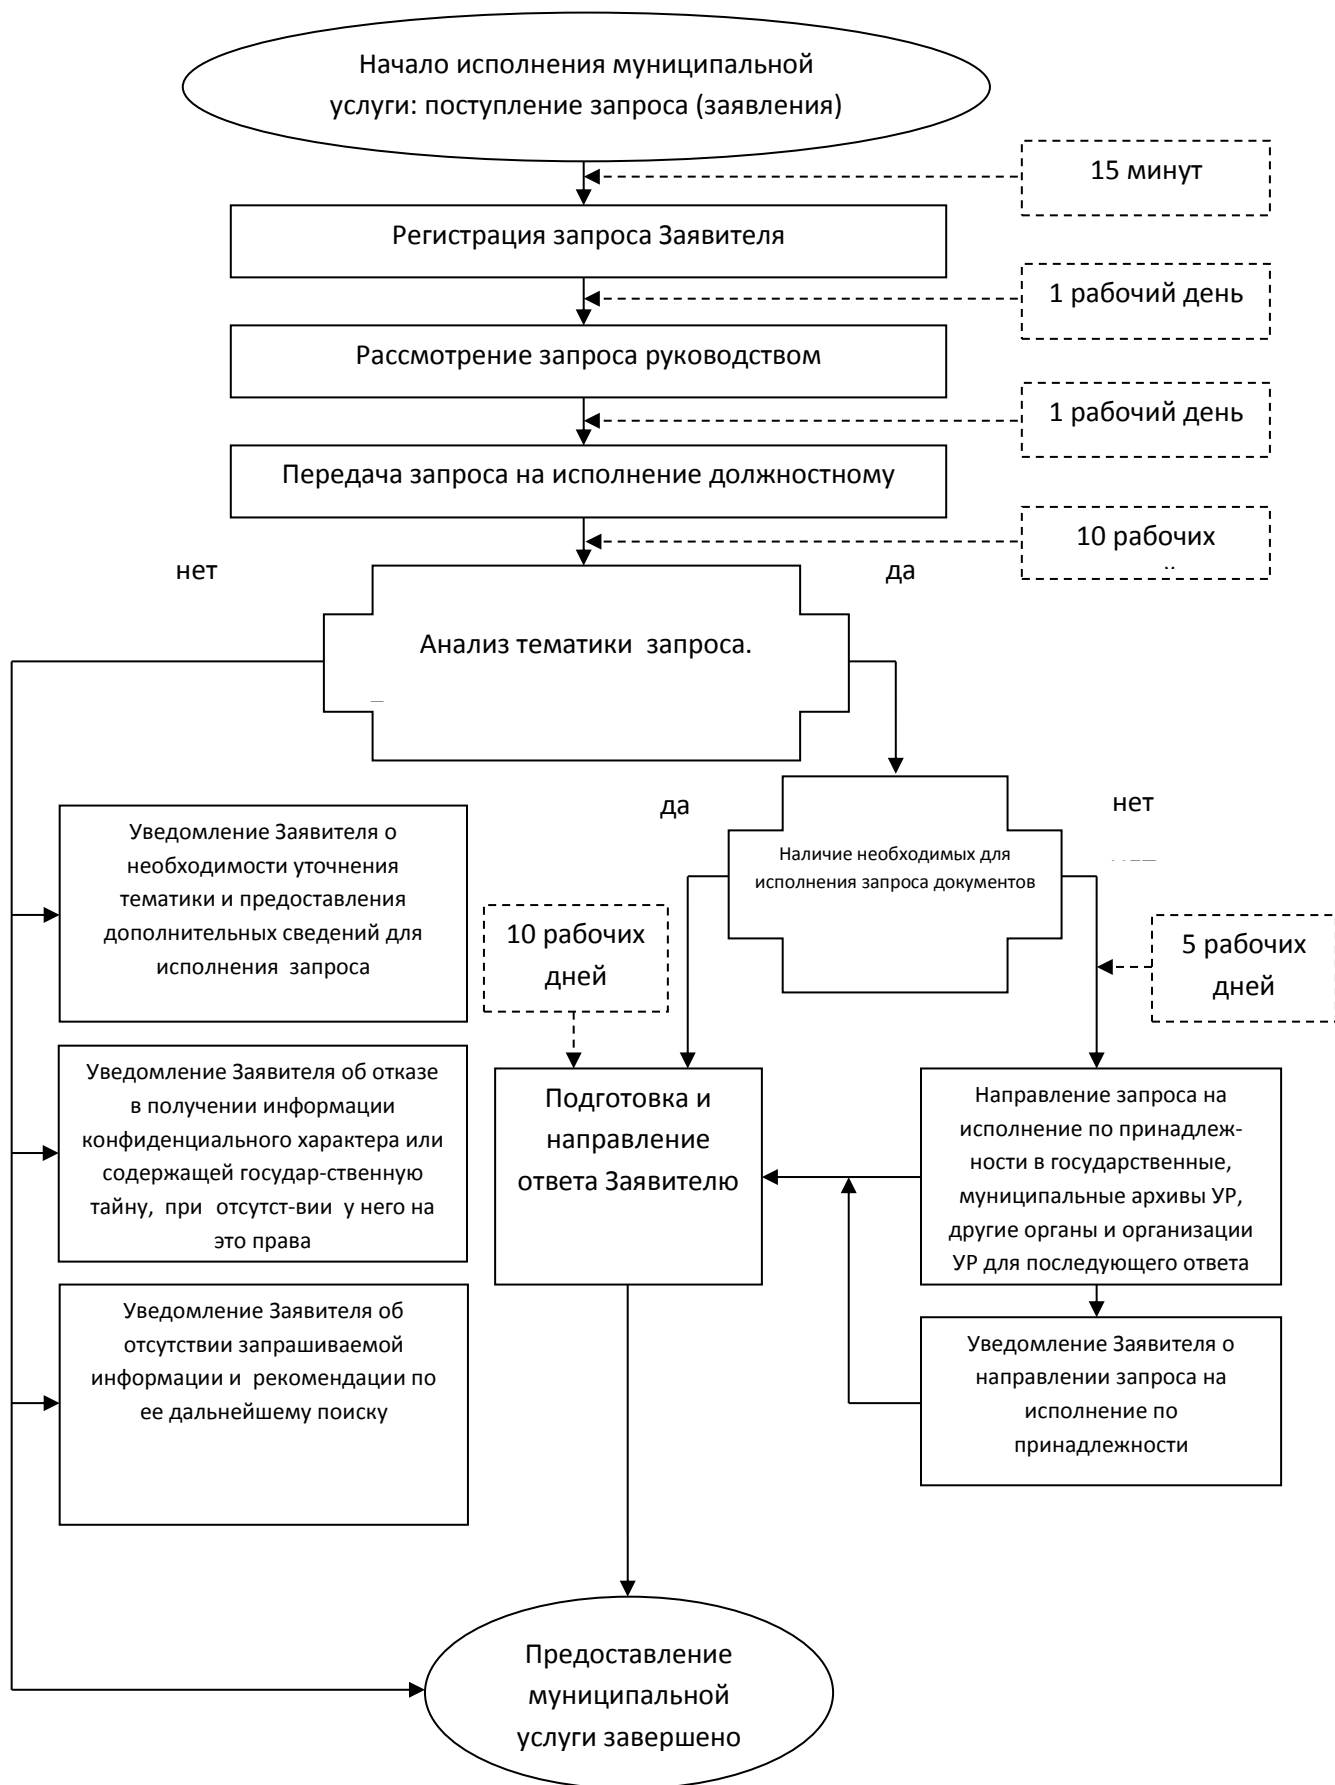 Начало исполнения муниципальной
услуги: поступление запроса (заявления)
15 минут
Регистрация запроса Заявителя
1 рабочий день
Рассмотрение запроса руководством
1 рабочий день
Передача запроса на исполнение должностному
10 рабочих
нет
да
Анализ тематики запроса.
да
нет
Наличие необходимых для
исполнения запроса документов
Уведомление Заявителя о
необходимости уточнения
тематики и предоставления
дополнительных сведений для
исполнения запроса
10 рабочих
дней
5 рабочих
дней
Уведомление Заявителя об отказе
в получении информации
конфиденциального характера или
содержащей государ-ственную
тайну, при отсутст-вии у него на
это права
Подготовка и
направление
ответа Заявителю
Направление запроса на
исполнение по принадлеж-
ности в государственные,
муниципальные архивы УР,
другие органы и организации
УР для последующего ответа
Уведомление Заявителя об
отсутствии запрашиваемой
информации и рекомендации по
ее дальнейшему поиску
Уведомление Заявителя о
направлении запроса на
исполнение по
принадлежности
Предоставление
муниципальной
услуги завершено